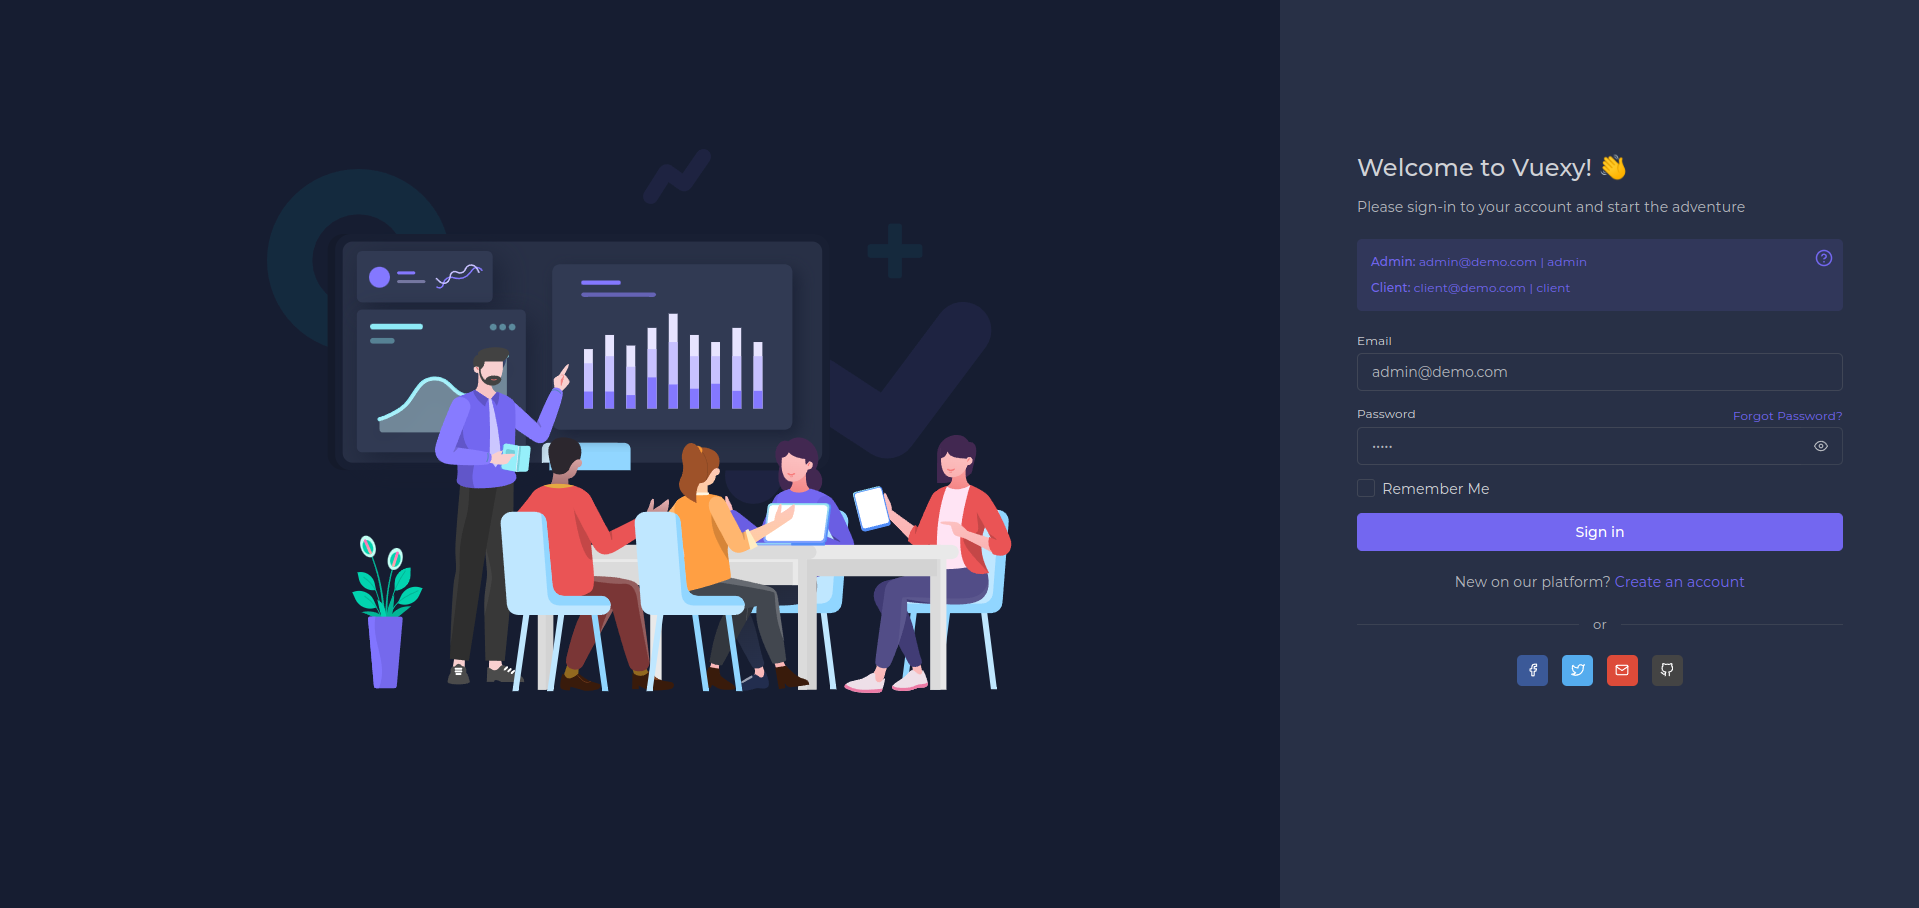 Welcome to Vuexy! 👋
Please sign-in to your account and start the adventure
Admin: admin@demo.com | admin
Client: client@demo.com | client
Email
admin@demo.com
Password
Forgot Password?
•••••
Remember Me
Sign in
New on our platform? Create an account
or